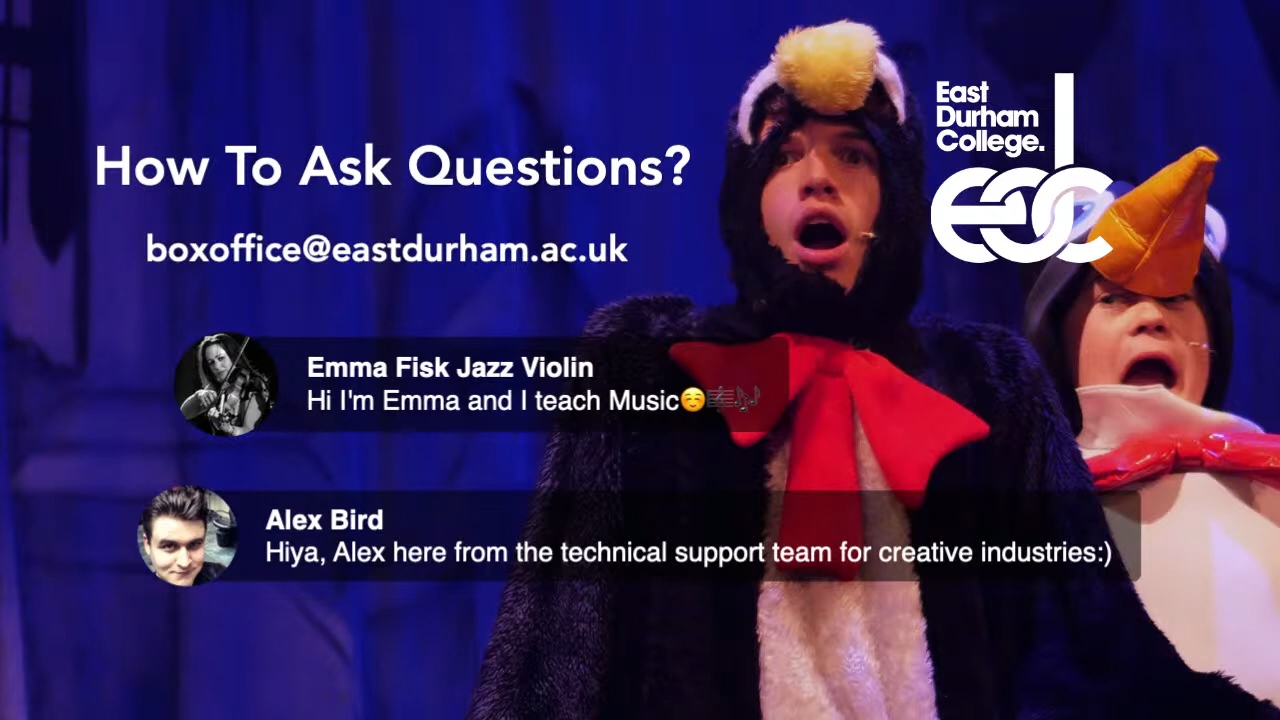 East
Durham
College.
edc
How To Ask Questions?
boxoffice@eastdurham.ac.uk
Emma Fisk Jazz Violin
Hi I'm Emma and I teach Music☺️🎼🎶
Alex Bird
Hiya, Alex here from the technical support team for creative industries:)